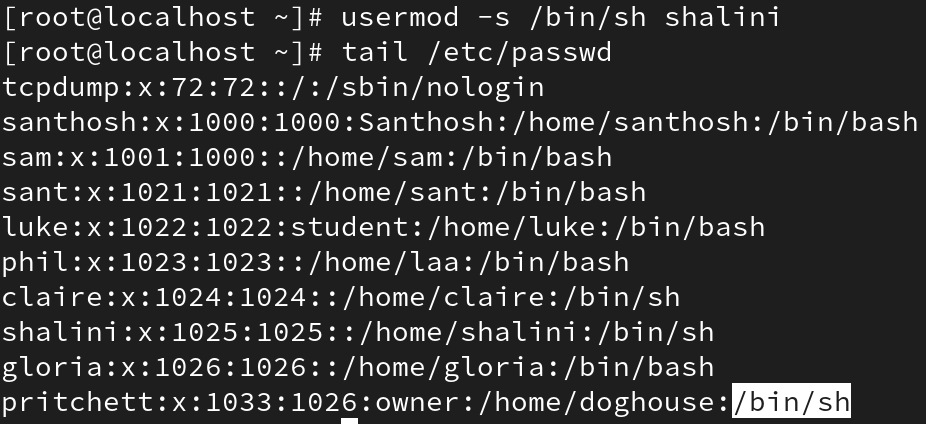 [root@localhost ~]# usermod -s /bin/sh shalini
[root@localhost ~]# tail /etc/passwd
tcpdump:x:72:72::/:/sbin/nologin
santhosh:x:1000:1000:Santhosh:/home/santhosh:/bin/bash
sam:x:1001:1000::/home/sam:/bin/bash
sant:x:1021:1021::/home/sant:/bin/bash
luke:x:1022:1022:student:/home/luke:/bin/bash
phil:x:1023:1023::/home/laa:/bin/bash
claire:x:1024:1024::/home/claire:/bin/sh
shalini:x:1025:1025::/home/shalini:/bin/sh
gloria:x:1026:1026::/home/gloria:/bin/bash
pritchett:x:1033:1026:owner:/home/doghouse:/bin/sh